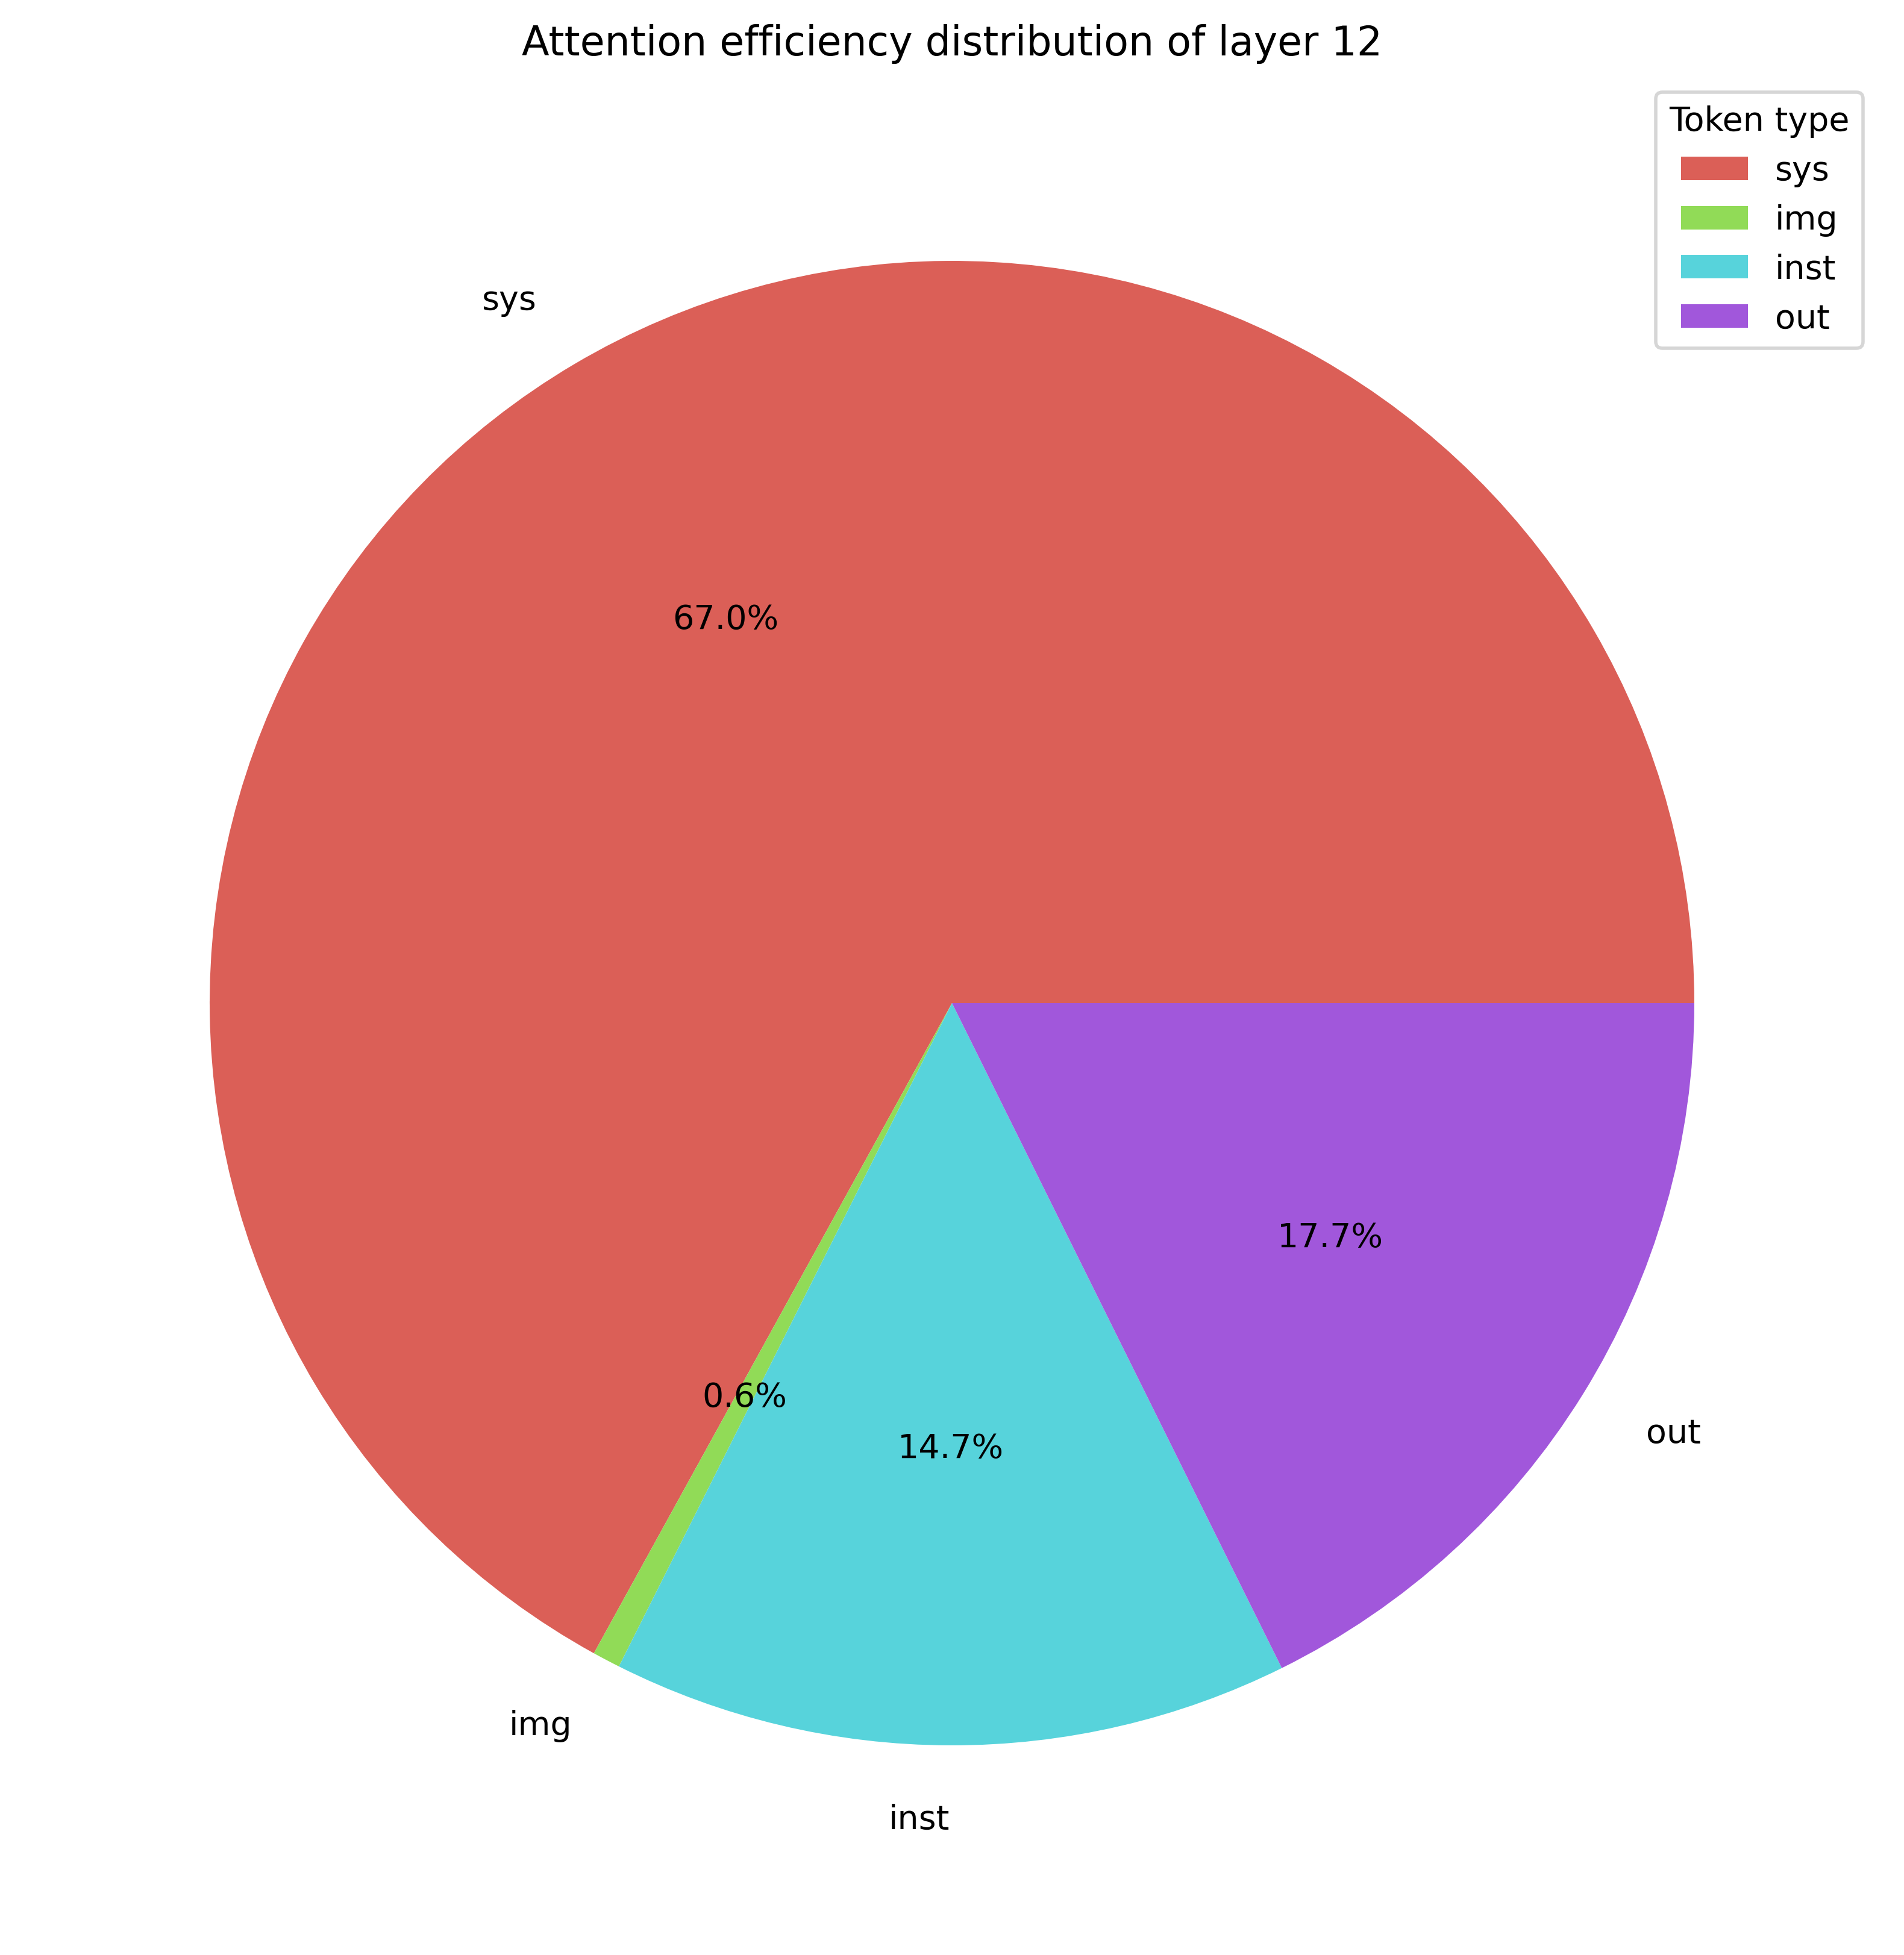 Attention efficiency distribution of layer 12
Token type
sys
img
inst
out
sys
67.0%
17.7%
0.6%
14.7%
out
img
inst